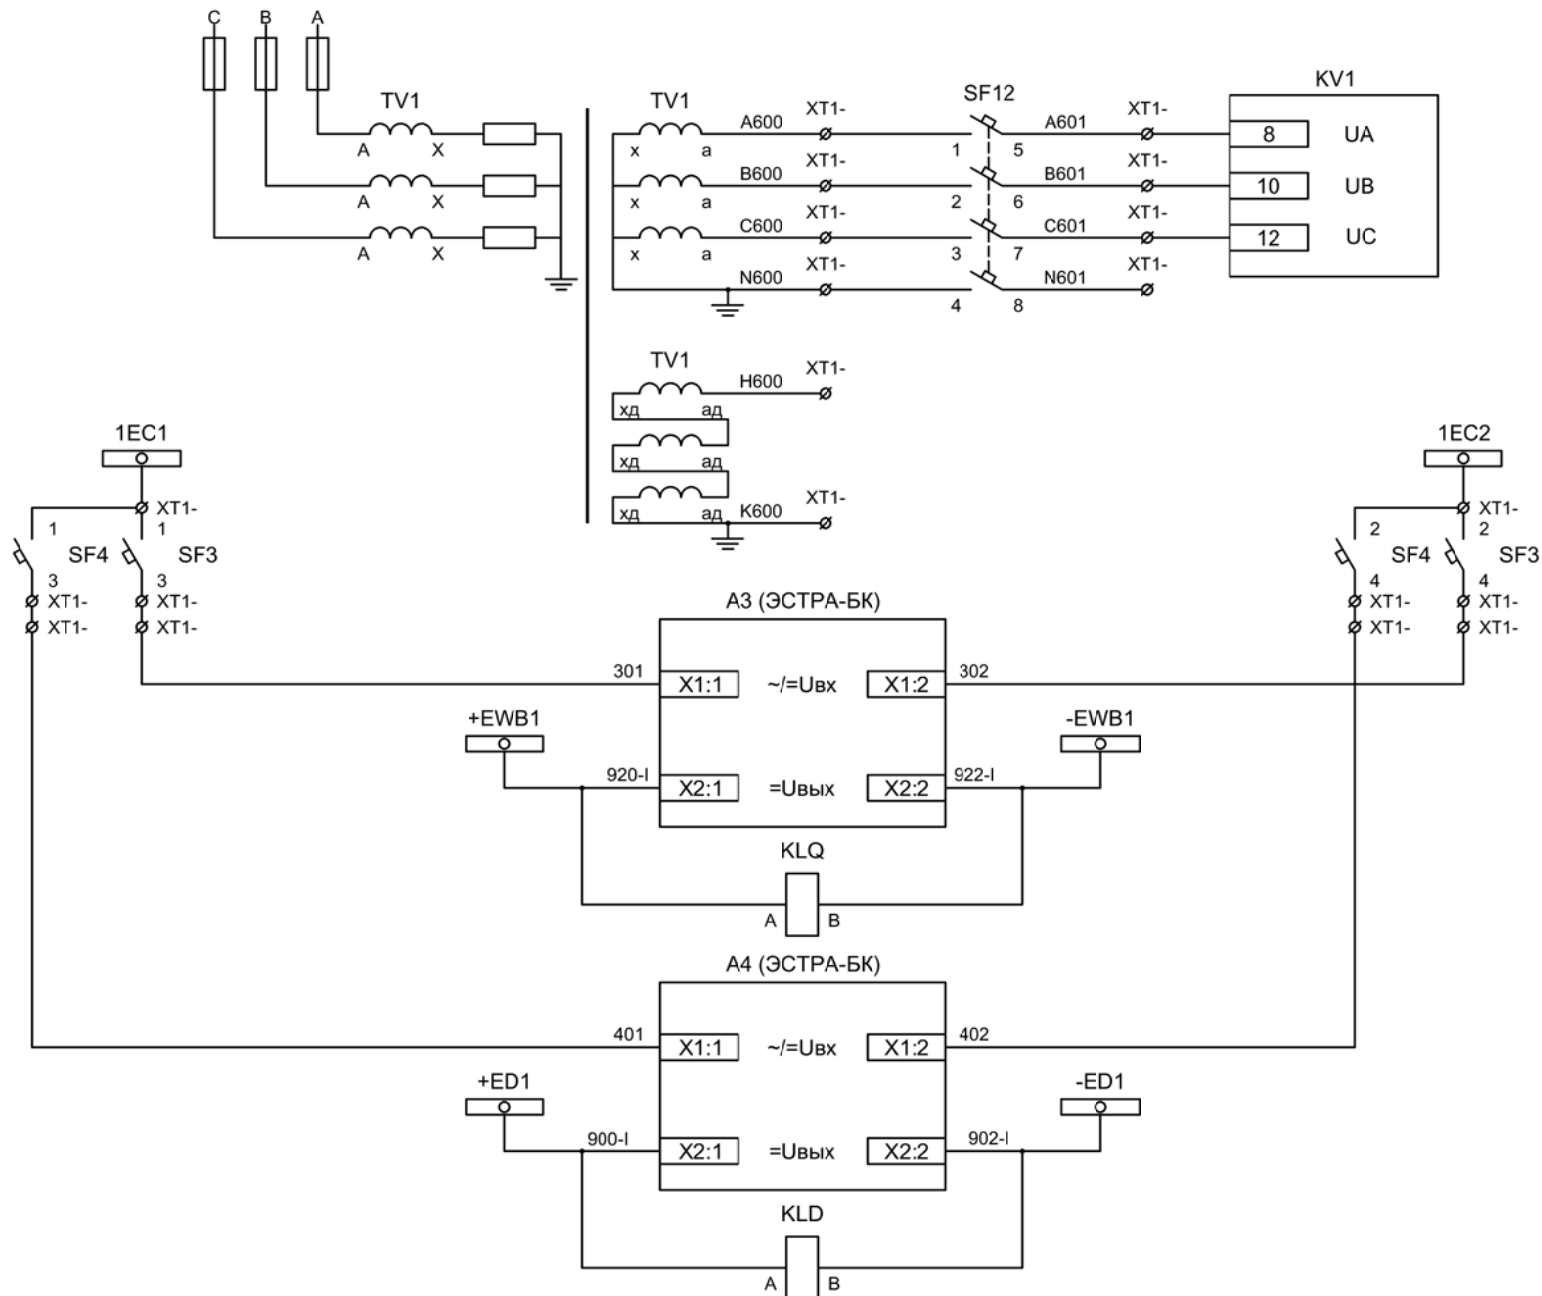 C B A
KV1
TV1 TV1 XT1- SF12 XT1-
A600 A601 8 UA
A X x a 1 5
XT1- XT1-
B600 B601 10 UB
A X x a 2 6
XT1- XT1-
C600 C601 12 UC
A X x a 3 7
XT1- XT1-
N600 N601
4 8
TV1 XT1-
H600
хд ад
1EC1 1EC2
хд ад
XT1-
K600
хд ад
XT1- XT1-
1 1 2 2
SF4 SF3 SF4 SF3
3 3 4 4
XT1- XT1- XT1- XT1-
XT1- XT1- XT1- XT1-
A3 (ЭСТРА-БК)
301 X1:1 ~/=Uвх X1:2 302
+EWB1 -EWB1
920-I X2:1 =Uвых X2:2 922-I
KLQ
A B
A4 (ЭСТРА-БК)
401 X1:1 ~/=Uвх X1:2 402
+ED1 -ED1
900-I X2:1 =Uвых X2:2 902-I
KLD
A B